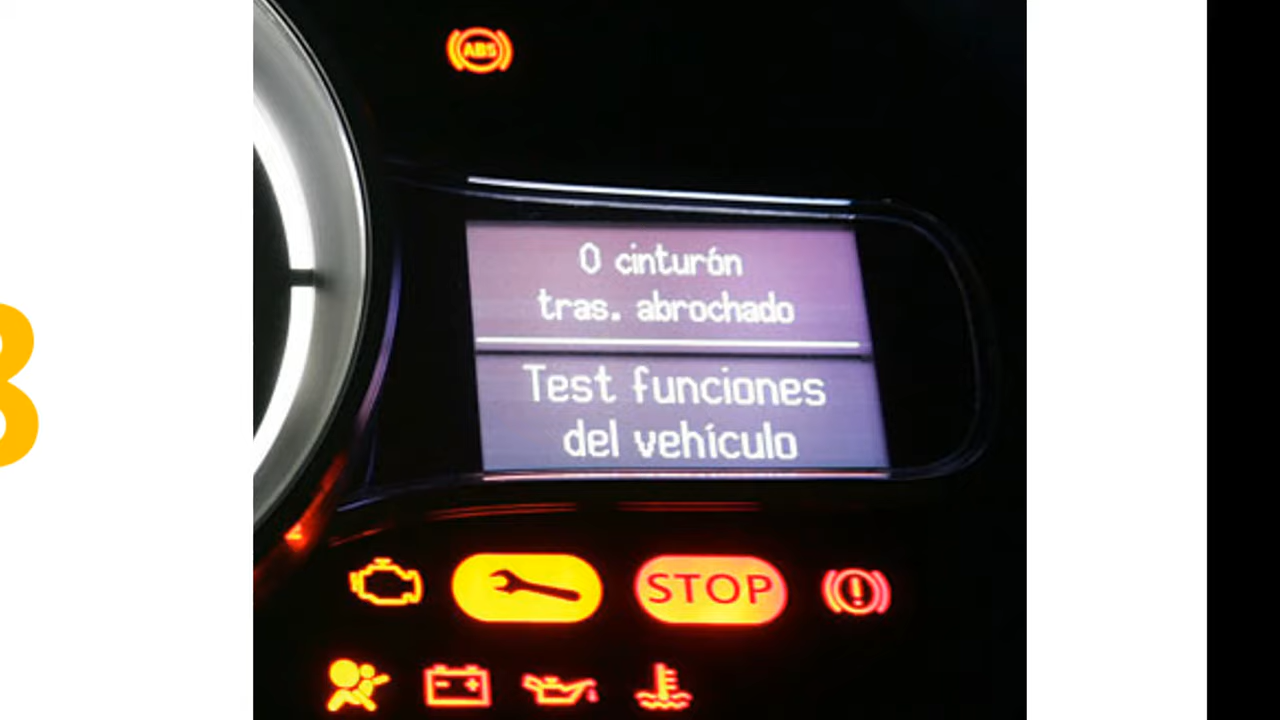 ABS
0 cinturón
tras. abrochado
Test funciones
del vehículo
STOP